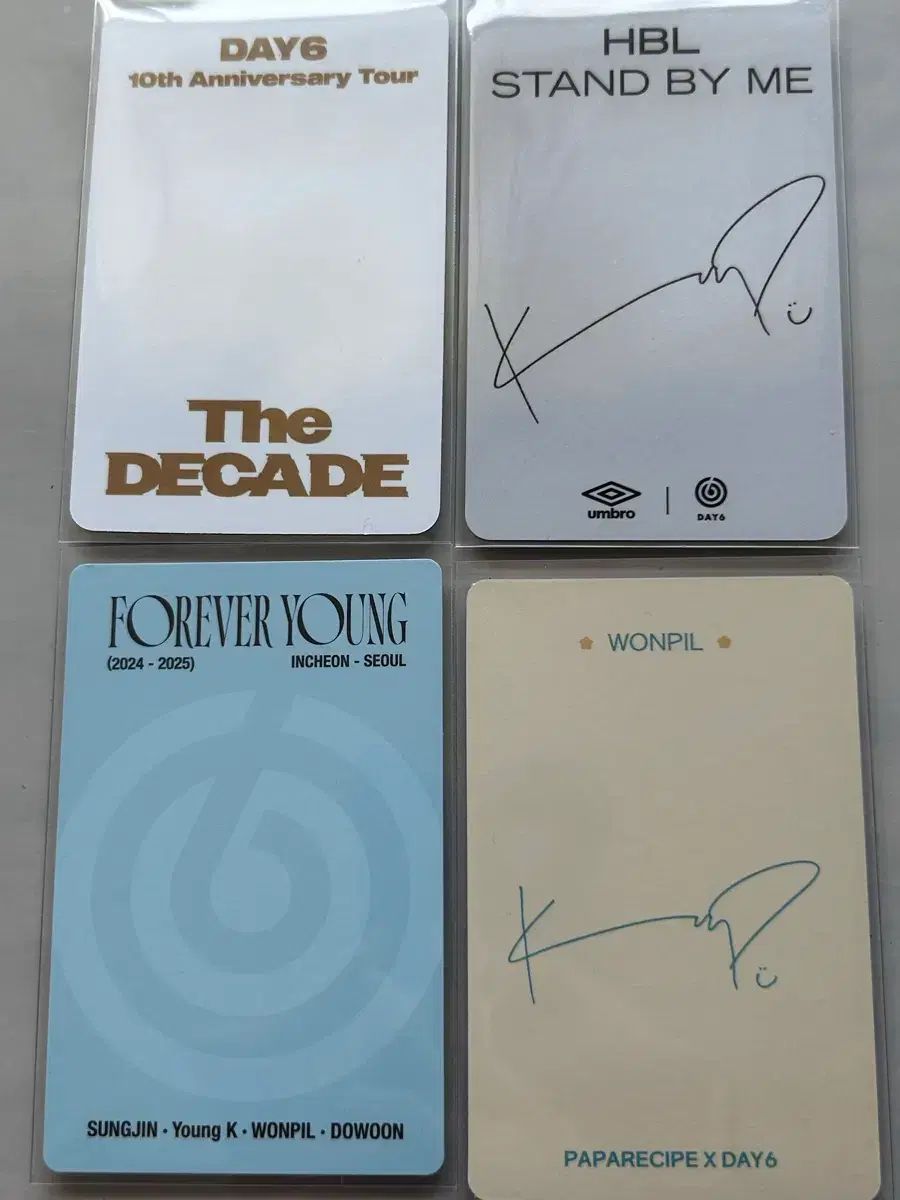 DAY6
10th Anniversary Tour
The
DECADE
HBL
STAND BY ME
umbro
DAY6
FOREVER YOUNG
(2024 - 2025) INCHEON - SEOUL
SUNGJIN · Young K · WONPIL · DOWOON
WONPIL
PAPARECIPE X DAY6